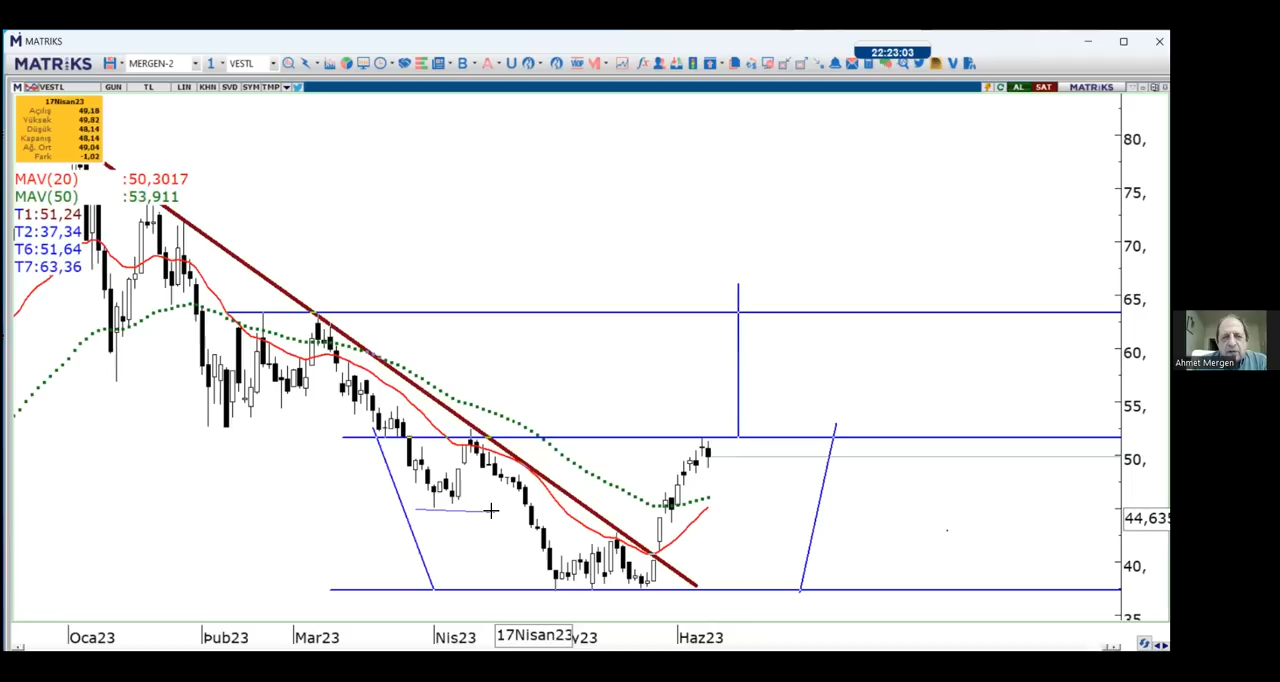 MATRIKS
22:23:03
MATRIKS MERGEN-2 1 VESTL
VESTL GUN TL LIN KHN SVD SYM TMP AL SAT MATRIKS
17Nisan23
Açılış 49,18
Yüksek 49,82
Düşük 48,14
Kapanış 48,14
Ağ. Ort 49,04
Fark -1,02
MAV(20) :50,3017
MAV(50) :53,911
T1:51,24
T2:37,34
T6:51,64
T7:63,36
80,
75,
70,
65,
60,
55,
50,
44,635
40,
35
Oca23 Þub23 Mar23 Nis23 17Nisan23 y23 Haz23
Ahmet Mergen